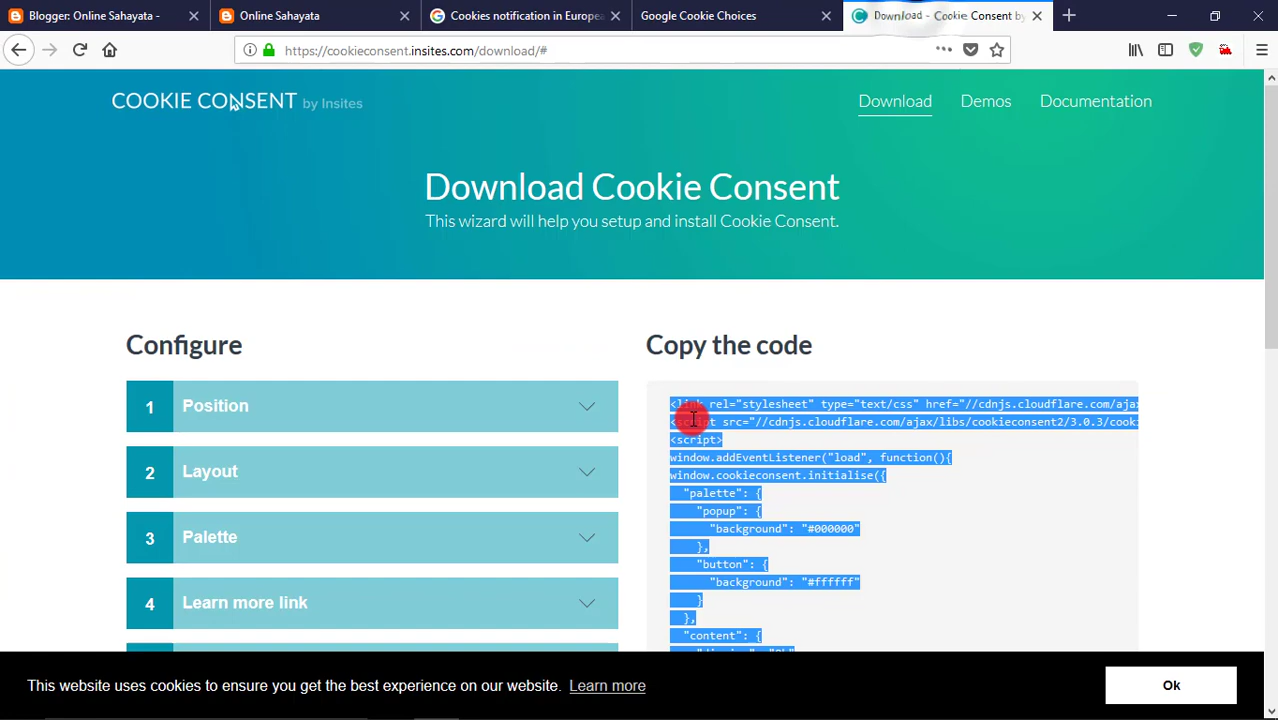 Blogger: Online Sahayata -
Online Sahayata
Cookies notification in Europea
Google Cookie Choices
Download - Cookie Consent by
https://cookieconsent.insites.com/download/#
COOKIE CONSENT by Insites
Download
Demos
Documentation
Download Cookie Consent
This wizard will help you setup and install Cookie Consent.
Configure
1 Position
2 Layout
3 Palette
4 Learn more link
Copy the code
<link rel="stylesheet" type="text/css" href="//cdnjs.cloudflare.com/ajax
<script src="//cdnjs.cloudflare.com/ajax/libs/cookieconsent2/3.0.3/cooki
<script>
window.addEventListener("load", function(){
window.cookieconsent.initialise({
"palette": {
"popup": {
"background": "#000000"
},
"button": {
"background": "#ffffff"
}
},
"content": {
This website uses cookies to ensure you get the best experience on our website. Learn more
Ok